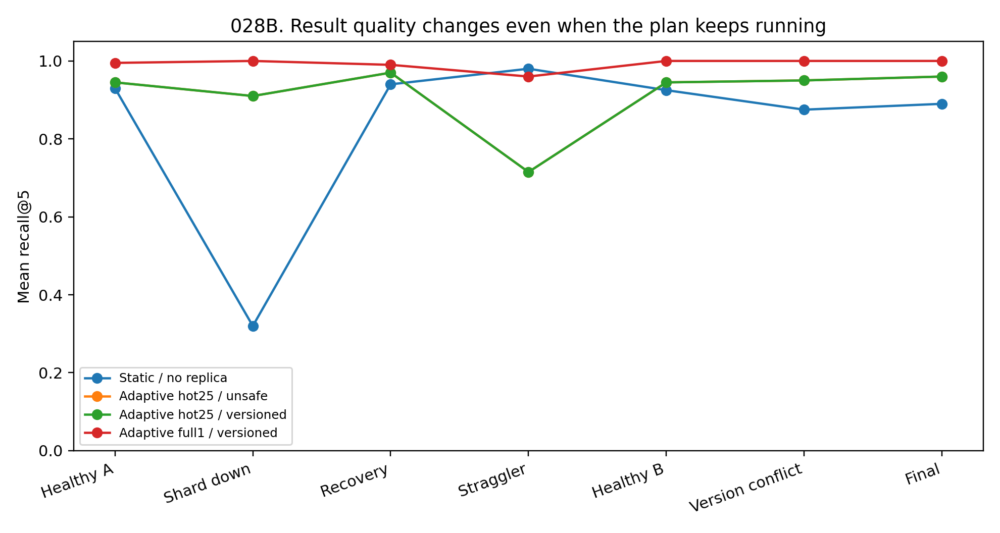 028B. Result quality changes even when the plan keeps running
Mean recall@5
1.0
0.8
0.6
0.4
0.2
0.0
Static / no replica
Adaptive hot25 / unsafe
Adaptive hot25 / versioned
Adaptive full1 / versioned
Healthy A
Shard down
Recovery
Straggler
Healthy B
Version conflict
Final